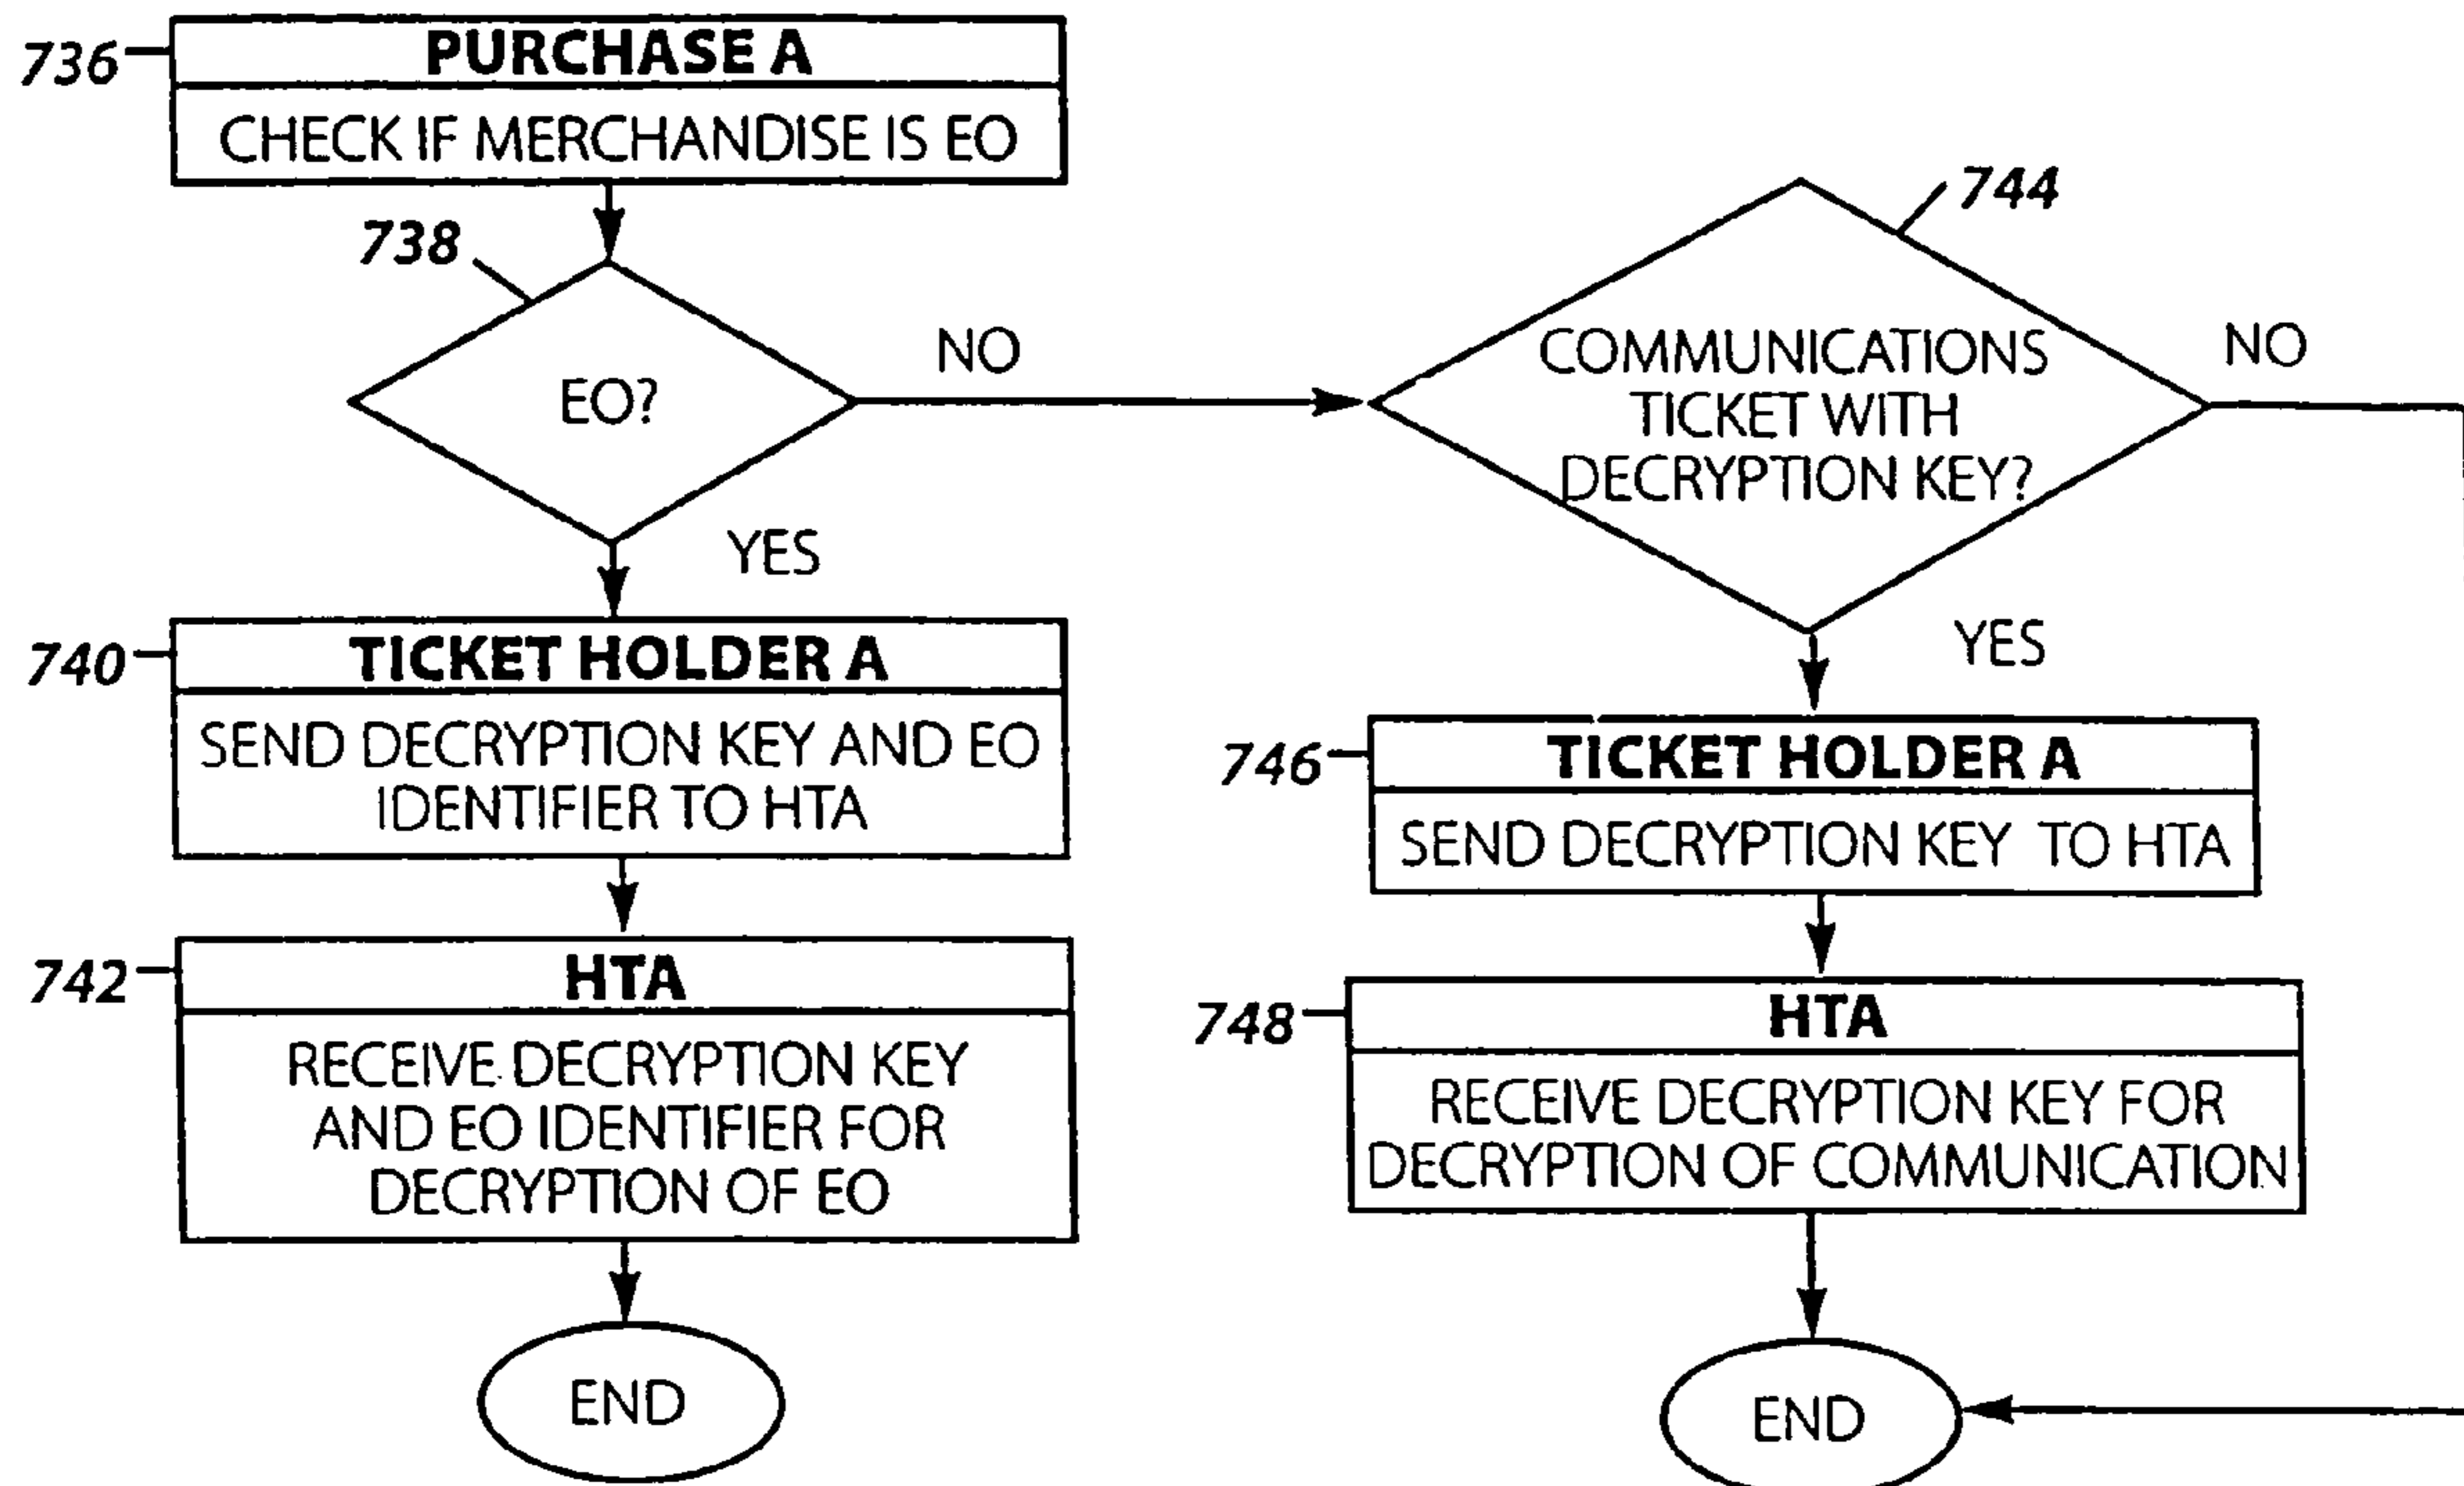 736
PURCHASE A
CHECK IF MERCHANDISE IS EO
738
EO?
NO
YES
740
TICKET HOLDER A
SEND DECRYPTION KEY AND EO
IDENTIFIER TO HTA
742
HTA
RECEIVE DECRYPTION KEY
AND EO IDENTIFIER FOR
DECRYPTION OF EO
END
744
COMMUNICATIONS
TICKET WITH
DECRYPTION KEY?
NO
YES
746
TICKET HOLDER A
SEND DECRYPTION KEY TO HTA
748
HTA
RECEIVE DECRYPTION KEY FOR
DECRYPTION OF COMMUNICATION
END